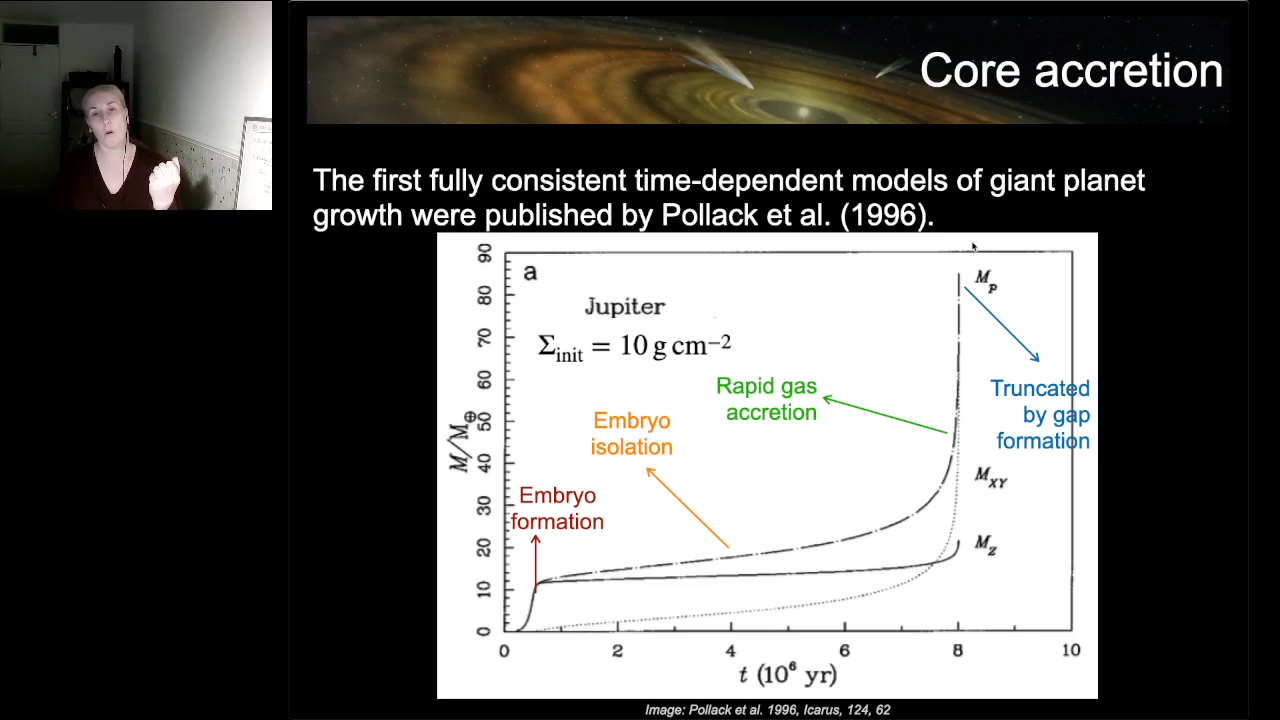 Core accretion
The first fully consistent time-dependent models of giant planet
growth were published by Pollack et al. (1996).
90
80
70
60
50
40
30
20
10
0
M/M⊕
a
Jupiter
Σinit = 10 g cm−2
Mp
Rapid gas
accretion
Truncated
by gap
formation
Embryo
isolation
MXY
Embryo
formation
MZ
0 2 4 6 8 10
t (10⁶ yr)
Image: Pollack et al. 1996, Icarus, 124, 62